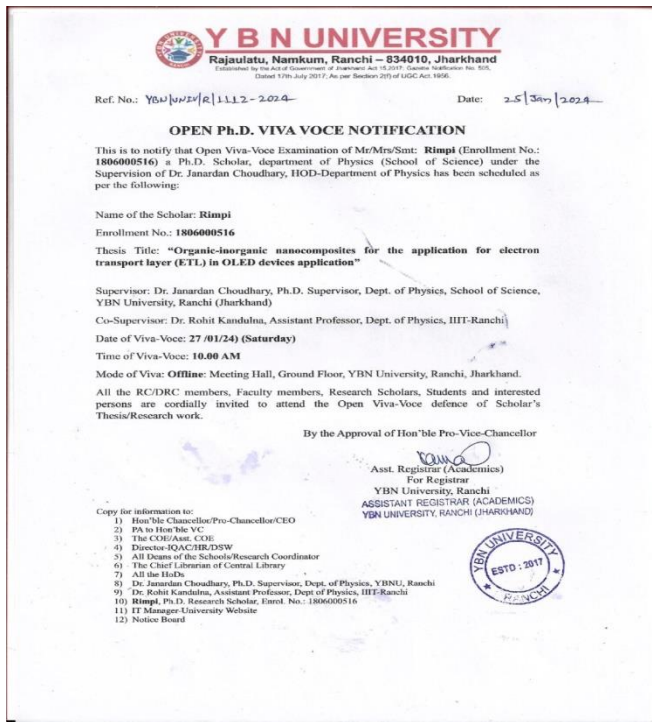 Y B N UNIVERSITY
Rajaulatu, Namkum, Ranchi – 834010, Jharkhand
Established by the Act of Government of Jharkhand Act 15,2017; Gazette Notification No. 505,
Dated 17th July 2017; As per Section 2(f) of UGC Act.1956.
Ref. No.: YBN/UNIV/R/1112-2024
Date: 25/Jan/2024
OPEN Ph.D. VIVA VOCE NOTIFICATION
This is to notify that Open Viva-Voce Examination of Mr/Mrs/Smt: Rimpi (Enrollment No.:
1806000516) a Ph.D. Scholar, department of Physics (School of Science) under the
Supervision of Dr. Janardan Choudhary, HOD-Department of Physics has been scheduled as
per the following:
Name of the Scholar: Rimpi
Enrollment No.: 1806000516
Thesis Title: “Organic-inorganic nanocomposites for the application for electron
transport layer (ETL) in OLED devices application”
Supervisor: Dr. Janardan Choudhary, Ph.D. Supervisor, Dept. of Physics, School of Science,
YBN University, Ranchi (Jharkhand)
Co-Supervisor: Dr. Rohit Kandulna, Assistant Professor, Dept. of Physics, IIIT-Ranchi
Date of Viva-Voce: 27 /01/24) (Saturday)
Time of Viva-Voce: 10.00 AM
Mode of Viva: Offline: Meeting Hall, Ground Floor, YBN University, Ranchi, Jharkhand.
All the RC/DRC members, Faculty members, Research Scholars, Students and interested
persons are cordially invited to attend the Open Viva-Voce defence of Scholar's
Thesis/Research work.
By the Approval of Hon'ble Pro-Vice-Chancellor
Asst. Registrar (Academics)
For Registrar
YBN University, Ranchi
ASSISTANT REGISTRAR (ACADEMICS)
YBN UNIVERSITY, RANCHI (JHARKHAND)
Copy for information to:
1) Hon'ble Chancellor/Pro-Chancellor/CEO
2) PA to Hon'ble VC
3) The COE/Asst. COE
4) Director-IQAC/HR/DSW
5) All Deans of the Schools/Research Coordinator
6) The Chief Librarian of Central Library
7) All the HoDs
8) Dr. Janardan Choudhary, Ph.D. Supervisor, Dept. of Physics, YBNU, Ranchi
9) Dr. Rohit Kandulna, Assistant Professor, Dept of Physics, IIIT-Ranchi
10) Rimpi, Ph.D. Research Scholar, Enrol. No.: 1806000516
11) IT Manager-University Website
12) Notice Board
YBN UNIVERSITY
ESTD : 2017
RANCHI